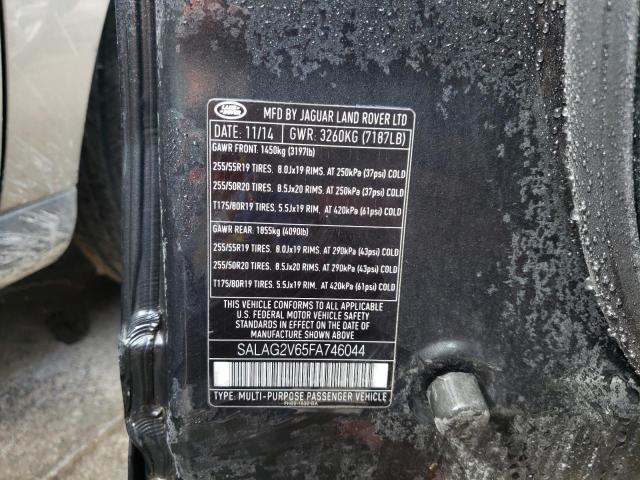 LAND ROVER
MFD BY JAGUAR LAND ROVER LTD
DATE: 11/14 GWR: 3260KG (7187LB)
GAWR FRONT: 1450kg (3197lb)
255/55R19 TIRES. 8.0Jx19 RIMS. AT 250kPa (37psi) COLD
255/50R20 TIRES. 8.5Jx20 RIMS. AT 250kPa (37psi) COLD
T175/80R19 TIRES. 5.5Jx19 RIM, AT 420kPa (61psi) COLD
GAWR REAR: 1855kg (4090lb)
255/55R19 TIRES. 8.0Jx19 RIMS. AT 290kPa (43psi) COLD
255/50R20 TIRES. 8.5Jx20 RIMS. AT 290kPa (43psi) COLD
T175/80R19 TIRES. 5.5Jx19 RIM, AT 420kPa (61psi) COLD
THIS VEHICLE CONFORMS TO ALL APPLICABLE
U.S. FEDERAL MOTOR VEHICLE SAFETY
STANDARDS IN EFFECT ON THE DATE OF
MANUFACTURE SHOWN ABOVE
SALAG2V65FA746044
TYPE: MULTI-PURPOSE PASSENGER VEHICLE